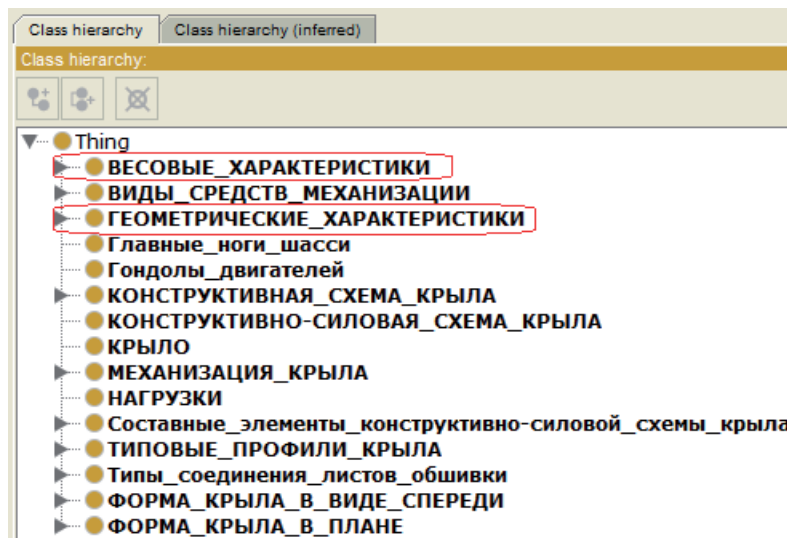 Class hierarchy Class hierarchy (inferred)
Class hierarchy:
Thing
ВЕСОВЫЕ_ХАРАКТЕРИСТИКИ
ВИДЫ_СРЕДСТВ_МЕХАНИЗАЦИИ
ГЕОМЕТРИЧЕСКИЕ_ХАРАКТЕРИСТИКИ
Главные_ноги_шасси
Гондолы_двигателей
КОНСТРУКТИВНАЯ_СХЕМА_КРЫЛА
КОНСТРУКТИВНО-СИЛОВАЯ_СХЕМА_КРЫЛА
КРЫЛО
МЕХАНИЗАЦИЯ_КРЫЛА
НАГРУЗКИ
Составные_элементы_конструктивно-силовой_схемы_крыла
ТИПОВЫЕ_ПРОФИЛИ_КРЫЛА
Типы_соединения_листов_обшивки
ФОРМА_КРЫЛА_В_ВИДЕ_СПЕРЕДИ
ФОРМА_КРЫЛА_В_ПЛАНЕ